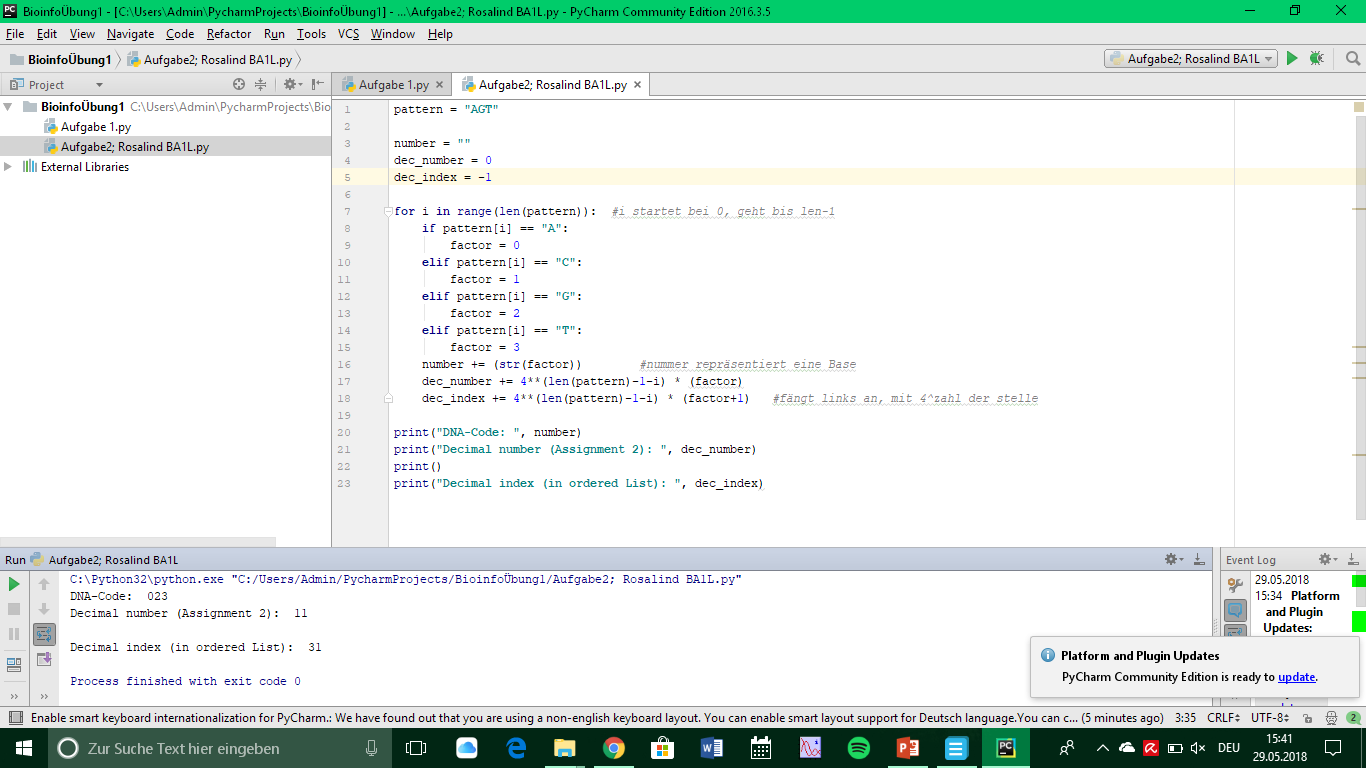 BioinfoÜbung1 - [C:\Users\Admin\PycharmProjects\BioinfoÜbung1] - ...\Aufgabe2; Rosalind BA1L.py - PyCharm Community Edition 2016.3.5
File Edit View Navigate Code Refactor Run Tools VCS Window Help
BioinfoÜbung1 Aufgabe2; Rosalind BA1L.py
Aufgabe2; Rosalind BA1L
Project
Aufgabe 1.py
Aufgabe2; Rosalind BA1L.py
BioinfoÜbung1 C:\Users\Admin\PycharmProjects\Bio
Aufgabe 1.py
Aufgabe2; Rosalind BA1L.py
External Libraries
1 pattern = "AGT"
2
3 number = ""
4 dec_number = 0
5 dec_index = -1
6
7 for i in range(len(pattern)): #i startet bei 0, geht bis len-1
8 if pattern[i] == "A":
9 factor = 0
10 elif pattern[i] == "C":
11 factor = 1
12 elif pattern[i] == "G":
13 factor = 2
14 elif pattern[i] == "T":
15 factor = 3
16 number += (str(factor)) #nummer repräsentiert eine Base
17 dec_number += 4**(len(pattern)-1-i) * (factor)
18 dec_index += 4**(len(pattern)-1-i) * (factor+1) #fängt links an, mit 4^zahl der stelle
19
20 print("DNA-Code: ", number)
21 print("Decimal number (Assignment 2): ", dec_number)
22 print()
23 print("Decimal index (in ordered List): ", dec_index)
Run Aufgabe2; Rosalind BA1L
C:\Python32\python.exe "C:/Users/Admin/PycharmProjects/BioinfoÜbung1/Aufgabe2; Rosalind BA1L.py"
DNA-Code:  023
Decimal number (Assignment 2):  11
Decimal index (in ordered List):  31
Process finished with exit code 0
Event Log
29.05.2018
15:34 Platform
and Plugin
Updates:
Platform and Plugin Updates
PyCharm Community Edition is ready to update.
Enable smart keyboard internationalization for PyCharm.: We have found out that you are using a non-english keyboard layout. You can enable smart layout support for Deutsch language.You can c... (5 minutes ago) 3:35 CRLF UTF-8 2
Zur Suche Text hier eingeben
DEU
15:41
29.05.2018